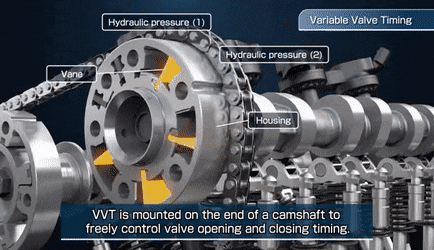 Hydraulic pressure (1)
Variable Valve Timing
Hydraulic pressure (2)
Vane
Housing
VVT is mounted on the end of a camshaft to
freely control valve opening and closing timing.